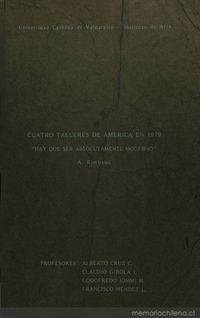 Universidad Católica de Valparaíso - Instituto de Arte
CUATRO TALLERES DE AMERICA EN 1979
"HAY QUE SER ABSOLUTAMENTE MODERNO"
A. Rimbaud
PROFESORES : ALBERTO CRUZ C.
CLAUDIO GIROLA I.
GODOFREDO IOMMI M.
FRANCISCO MENDEZ L.
memoriachilena.cl